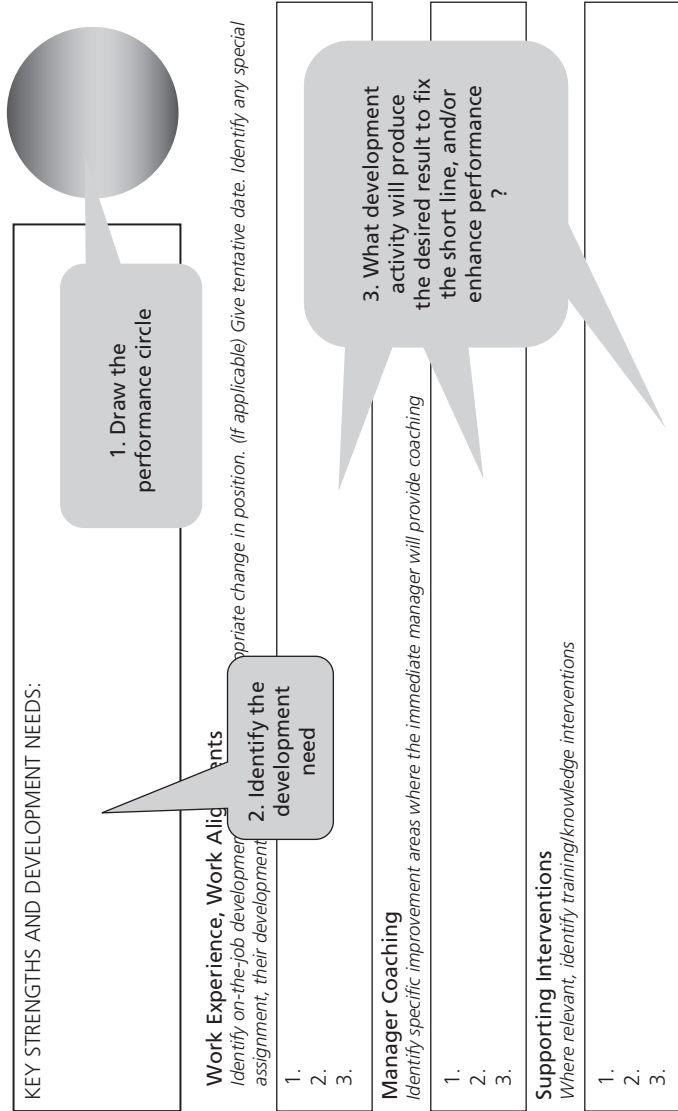 KEY STRENGTHS AND DEVELOPMENT NEEDS:
1. Draw the
performance circle
Work Experience, Work Alig ents
Identify on-the-job development opriate change in position. (If applicable) Give tentative date. Identify any special
assignment, their development
2. Identify the
development
need
1.
2.
3.
3. What development
activity will produce
the desired result to fix
the short line, and/or
enhance performance
?
Manager Coaching
Identify specific improvement areas where the immediate manager will provide coaching
1.
2.
3.
Supporting Interventions
Where relevant, identify training/knowledge interventions
1.
2.
3.